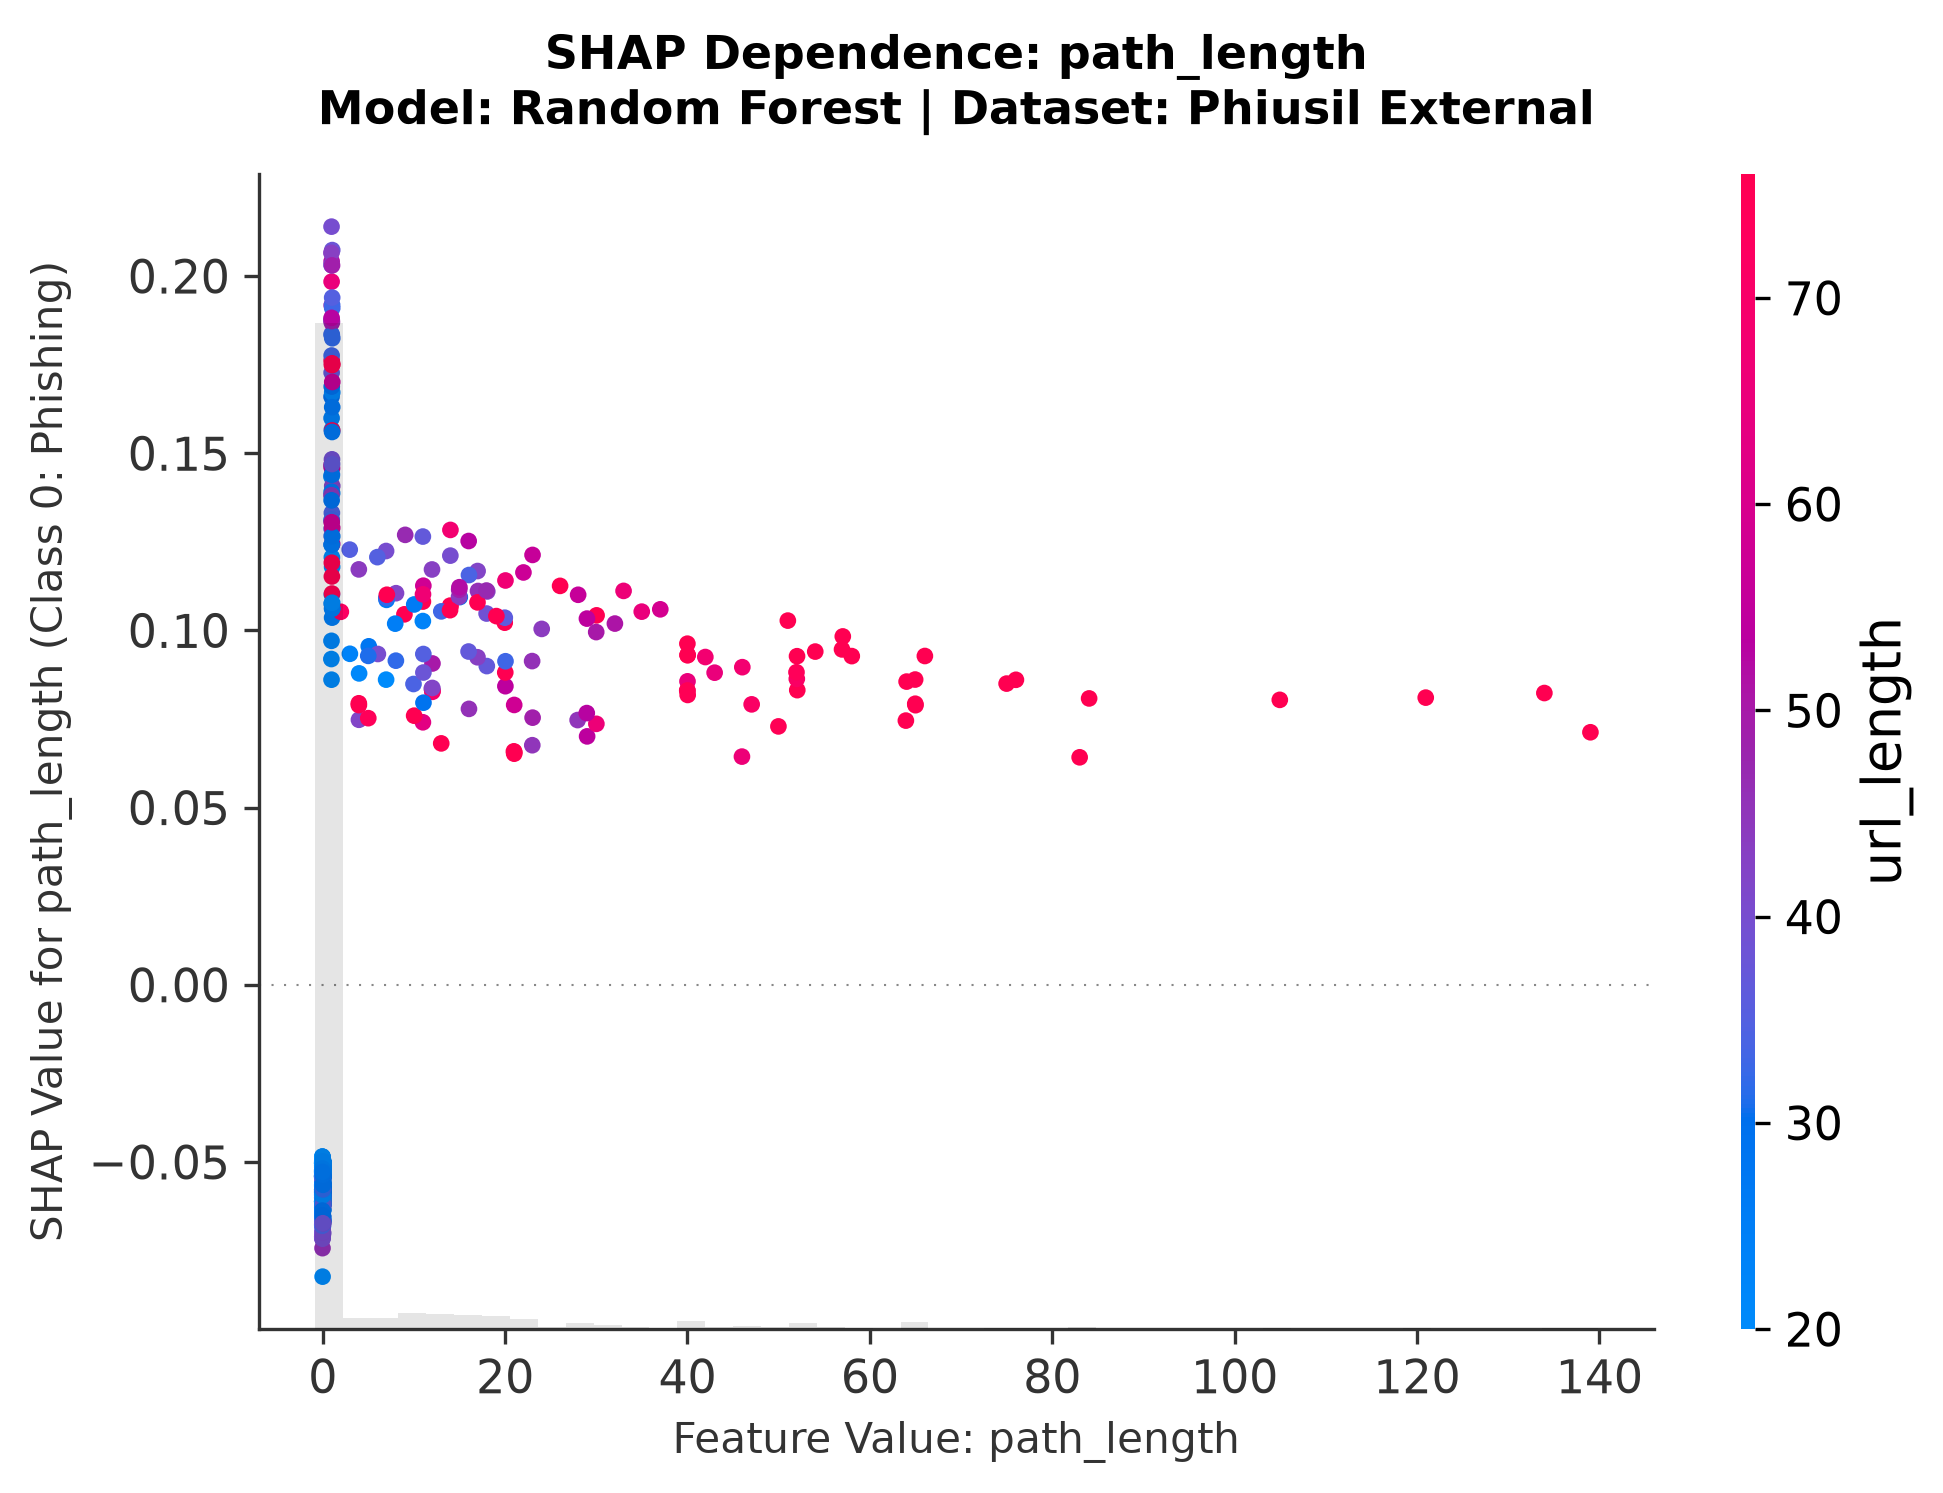 SHAP Dependence: path_length
Model: Random Forest | Dataset: Phiusil External
SHAP Value for path_length (Class 0: Phishing)
0.20
0.15
0.10
0.05
0.00
−0.05
0 20 40 60 80 100 120 140
Feature Value: path_length
70
60
50
40
30
20
url_length